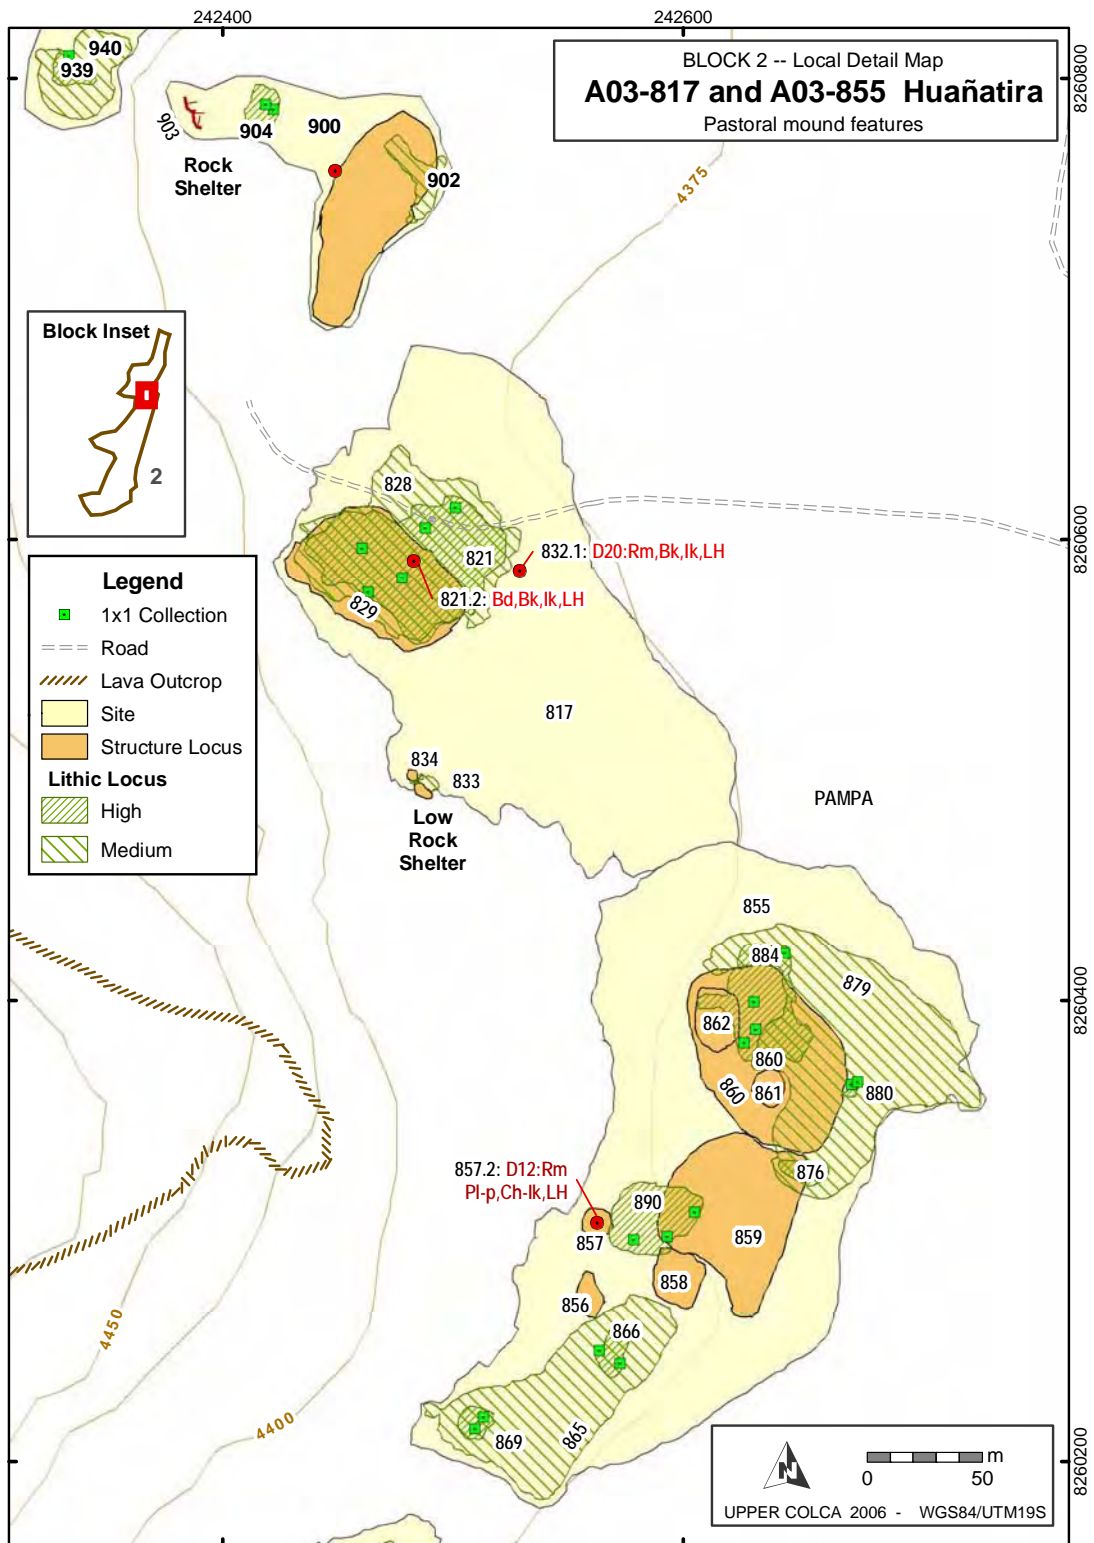 242400
242600
8260800
8260600
8260400
8260200
BLOCK 2 -- Local Detail Map
A03-817 and A03-855 Huañatira
Pastoral mound features
940
939
903
904
900
902
Rock
Shelter
4375
Block Inset
2
828
821
829
832.1: D20:Rm,Bk,Ik,LH
821.2: Bd,Bk,Ik,LH
817
834
833
Low
Rock
Shelter
PAMPA
Legend
1x1 Collection
Road
Lava Outcrop
Site
Structure Locus
Lithic Locus
High
Medium
855
884
879
862
860
860
861
880
876
857.2: D12:Rm
Pl-p,Ch-Ik,LH
890
857
859
858
856
866
865
869
4450
4400
N
m
0
50
UPPER COLCA 2006 - WGS84/UTM19S